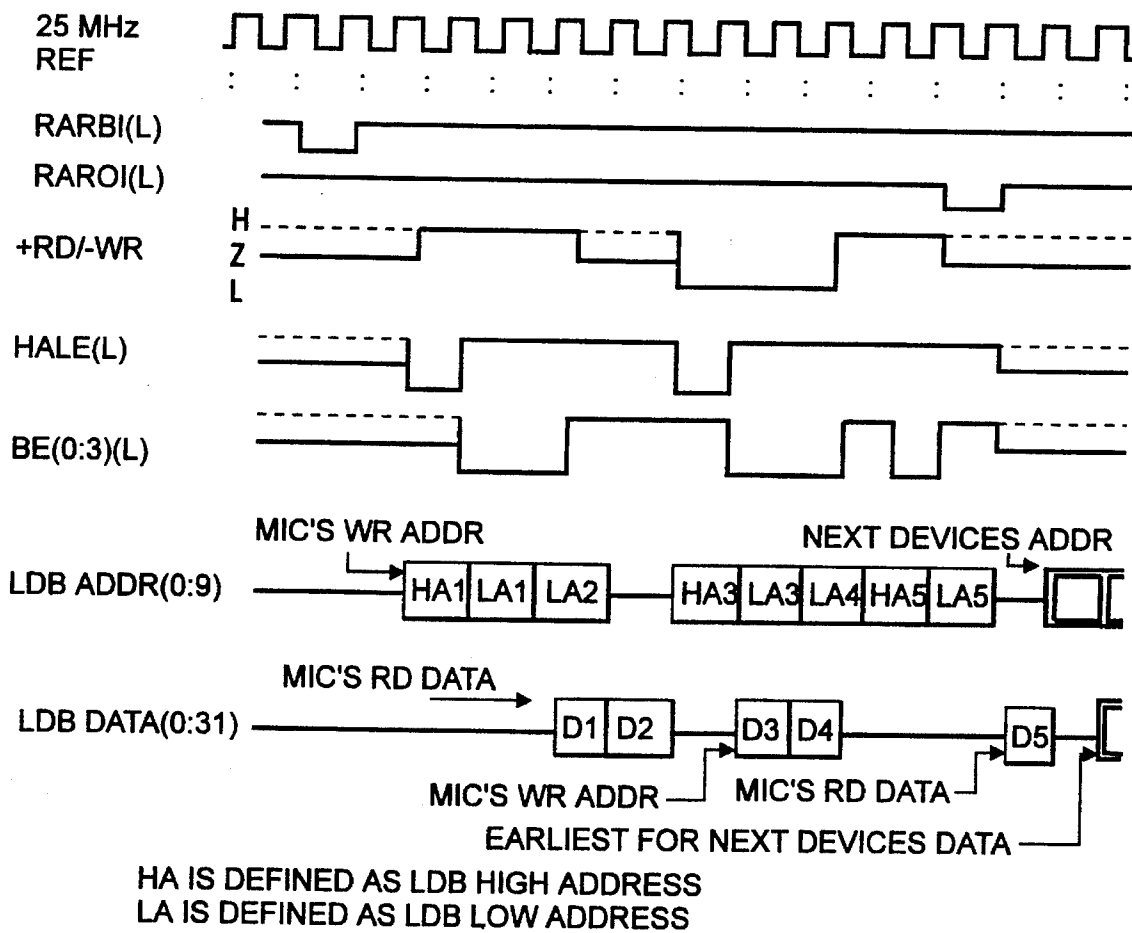 25 MHz
REF
RARBI(L)
RAROI(L)
H
+RD/-WR
Z
L
HALE(L)
BE(0:3)(L)
MIC'S WR ADDR
NEXT DEVICES ADDR
LDB ADDR(0:9)
HA1 LA1 LA2 HA3 LA3 LA4 HA5 LA5
MIC'S RD DATA
LDB DATA(0:31)
D1 D2 D3 D4 D5
MIC'S WR ADDR
MIC'S RD DATA
EARLIEST FOR NEXT DEVICES DATA
HA IS DEFINED AS LDB HIGH ADDRESS
LA IS DEFINED AS LDB LOW ADDRESS